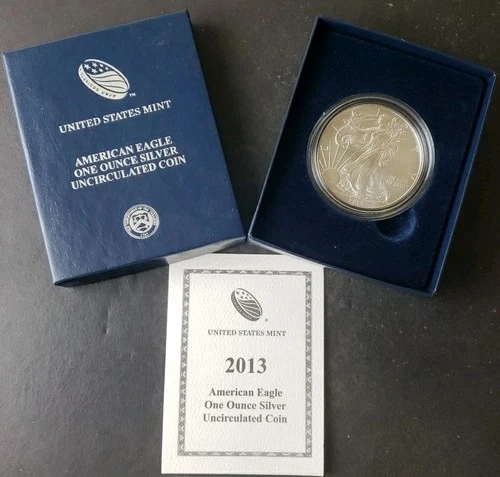 UNITED STATES MINT
AMERICAN EAGLE
ONE OUNCE SILVER
UNCIRCULATED COIN
UNITED STATES MINT
2013
American Eagle
One Ounce Silver
Uncirculated Coin